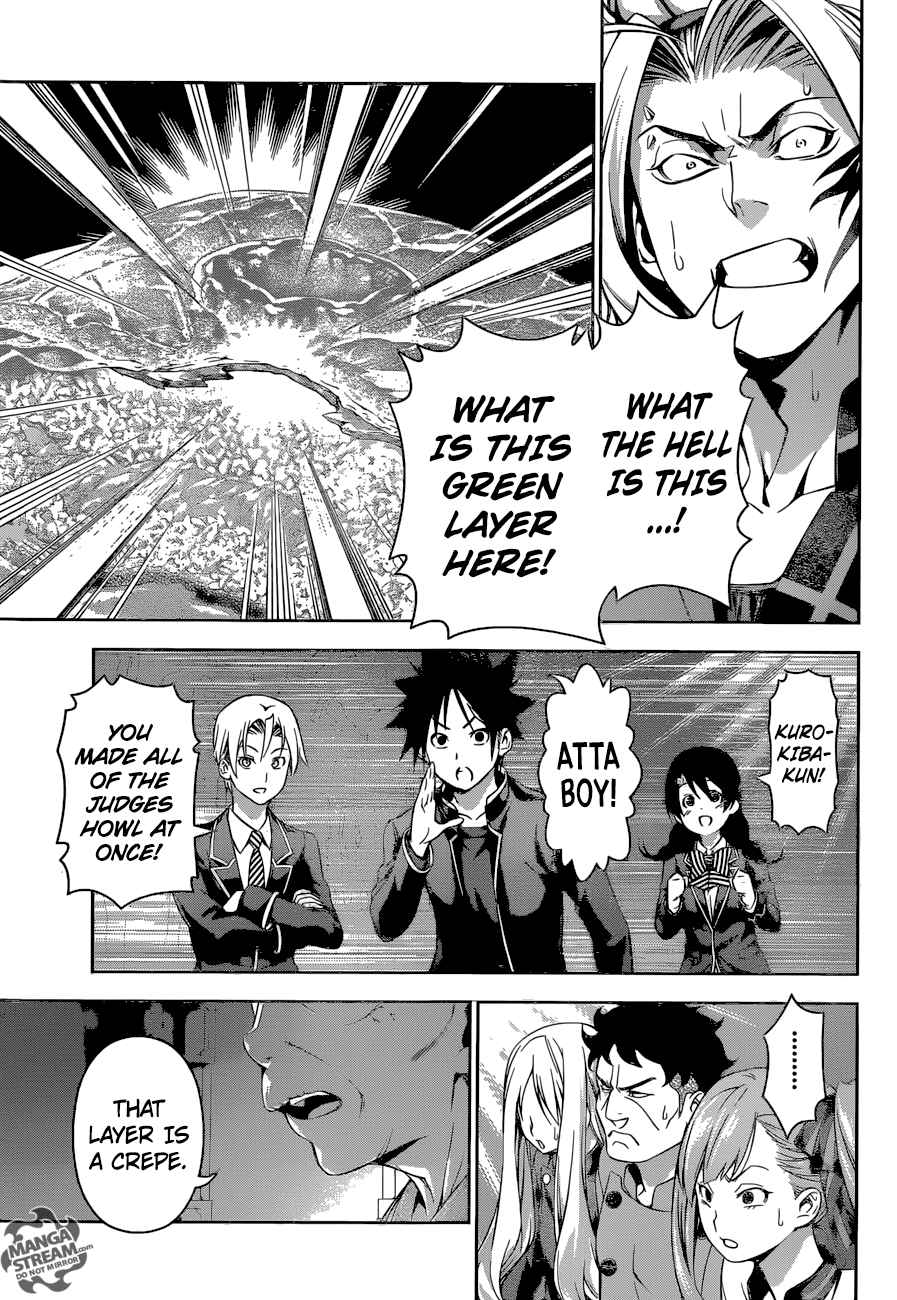 WHAT
THE HELL
IS THIS
...!
WHAT
IS THIS
GREEN
LAYER
HERE!
KURO-
KIBA-
KUN!
ATTA
BOY!
YOU
MADE ALL
OF THE
JUDGES
HOWL AT
ONCE!
.........
THAT
LAYER IS
A CREPE.
MANGA
STREAM.com
DO NOT MIRROR